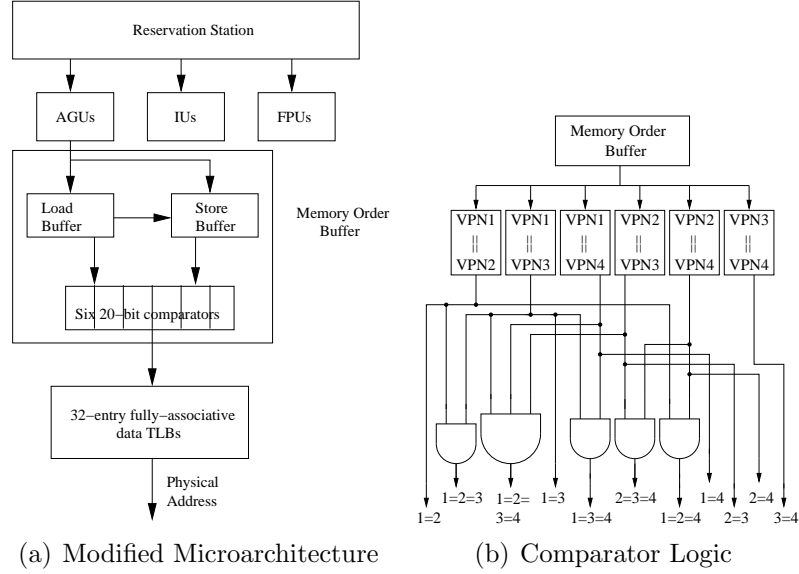 Reservation Station
AGUs
IUs
FPUs
Load
Buffer
Store
Buffer
Memory Order
Buffer
Six 20−bit comparators
32−entry fully−associative
data TLBs
Physical
Address
(a) Modified Microarchitecture
Memory Order
Buffer
VPN1 VPN1 VPN1 VPN2 VPN2 VPN3
= = = = = =
VPN2 VPN3 VPN4 VPN3 VPN4 VPN4
1=2=3
1=2=
3=4
1=3
2=3=4
1=4
2=4
1=2
1=3=4
1=2=4
2=3
3=4
(b) Comparator Logic